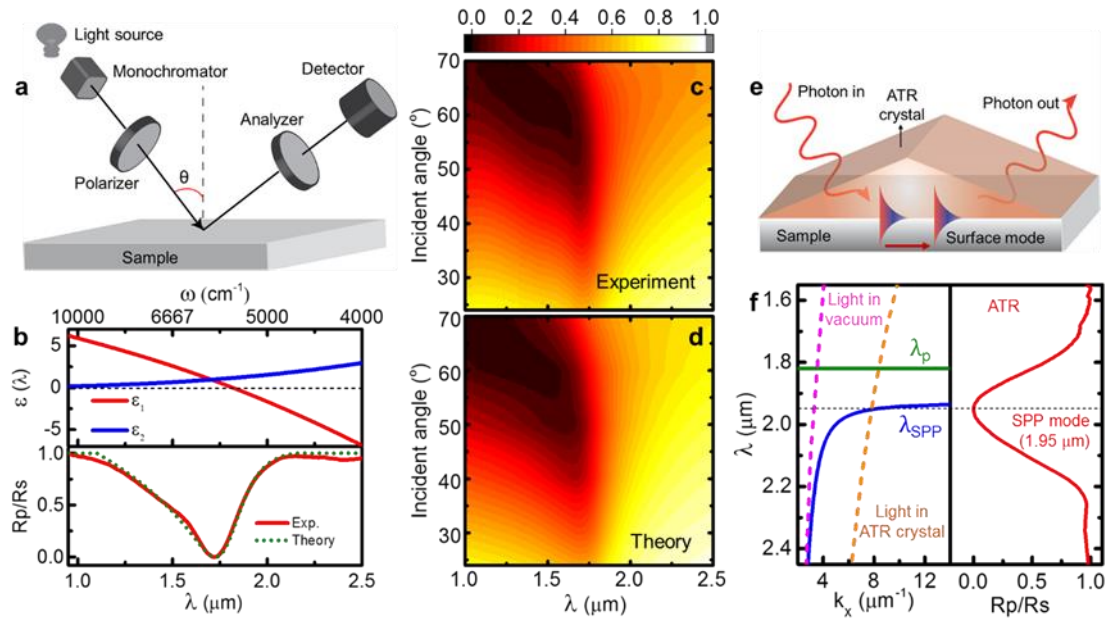 a
Light source
Monochromator
Detector
Analyzer
Polarizer
θ
Sample
b
ω (cm⁻¹)
10000 6667 5000 4000
ε (λ)
5
0
-5
ε₁
ε₂
Rp/Rs
1.0
0.5
0.0
Exp.
Theory
1.0 1.5 2.0 2.5
λ (μm)
0.0 0.2 0.4 0.6 0.8 1.0
c
Incident angle (°)
70
60
50
40
30
Experiment
d
Incident angle (°)
70
60
50
40
30
Theory
1.0 1.5 2.0 2.5
λ (μm)
e
Photon in
ATR
crystal
Photon out
Sample
Surface mode
f
λ (μm)
1.6
1.8
2.0
2.2
2.4
Light in
vacuum
λp
λSPP
Light in
ATR crystal
4 8 12
kₓ (μm⁻¹)
ATR
SPP mode
(1.95 μm)
0.0 0.5 1.0
Rp/Rs